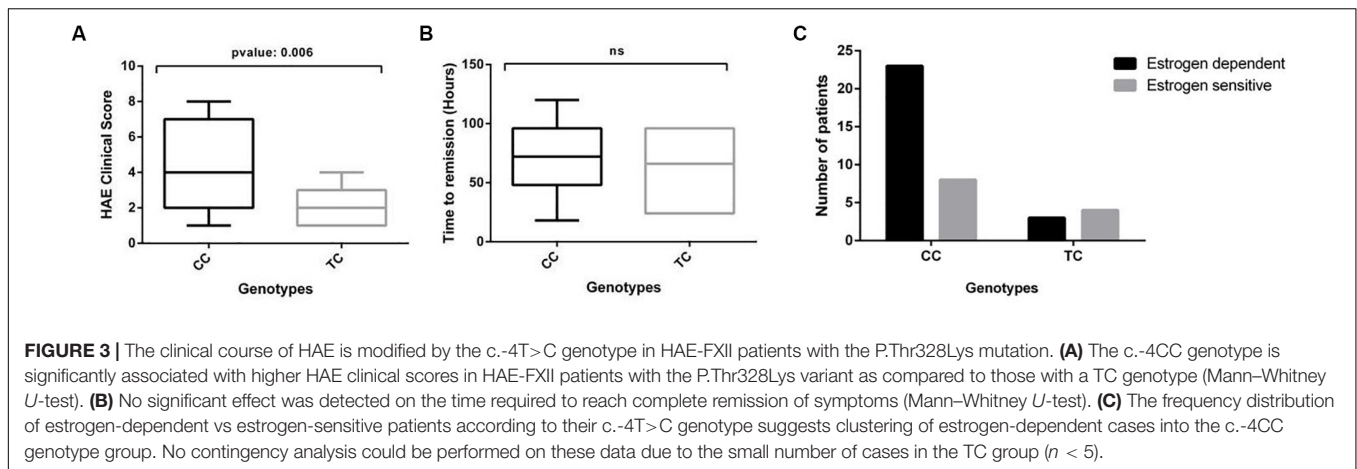 A
pvalue: 0.006
HAE Clinical Score
10
8
6
4
2
0
CC
TC
Genotypes
B
ns
Time to remission (Hours)
150
100
50
0
CC
TC
Genotypes
C
Number of patients
25
20
15
10
5
0
CC
TC
Genotypes
Estrogen dependent
Estrogen sensitive
FIGURE 3 | The clinical course of HAE is modified by the c.-4T>C genotype in HAE-FXII patients with the P.Thr328Lys mutation. (A) The c.-4CC genotype is
significantly associated with higher HAE clinical scores in HAE-FXII patients with the P.Thr328Lys variant as compared to those with a TC genotype (Mann–Whitney
U-test). (B) No significant effect was detected on the time required to reach complete remission of symptoms (Mann–Whitney U-test). (C) The frequency distribution
of estrogen-dependent vs estrogen-sensitive patients according to their c.-4T>C genotype suggests clustering of estrogen-dependent cases into the c.-4CC
genotype group. No contingency analysis could be performed on these data due to the small number of cases in the TC group (n < 5).